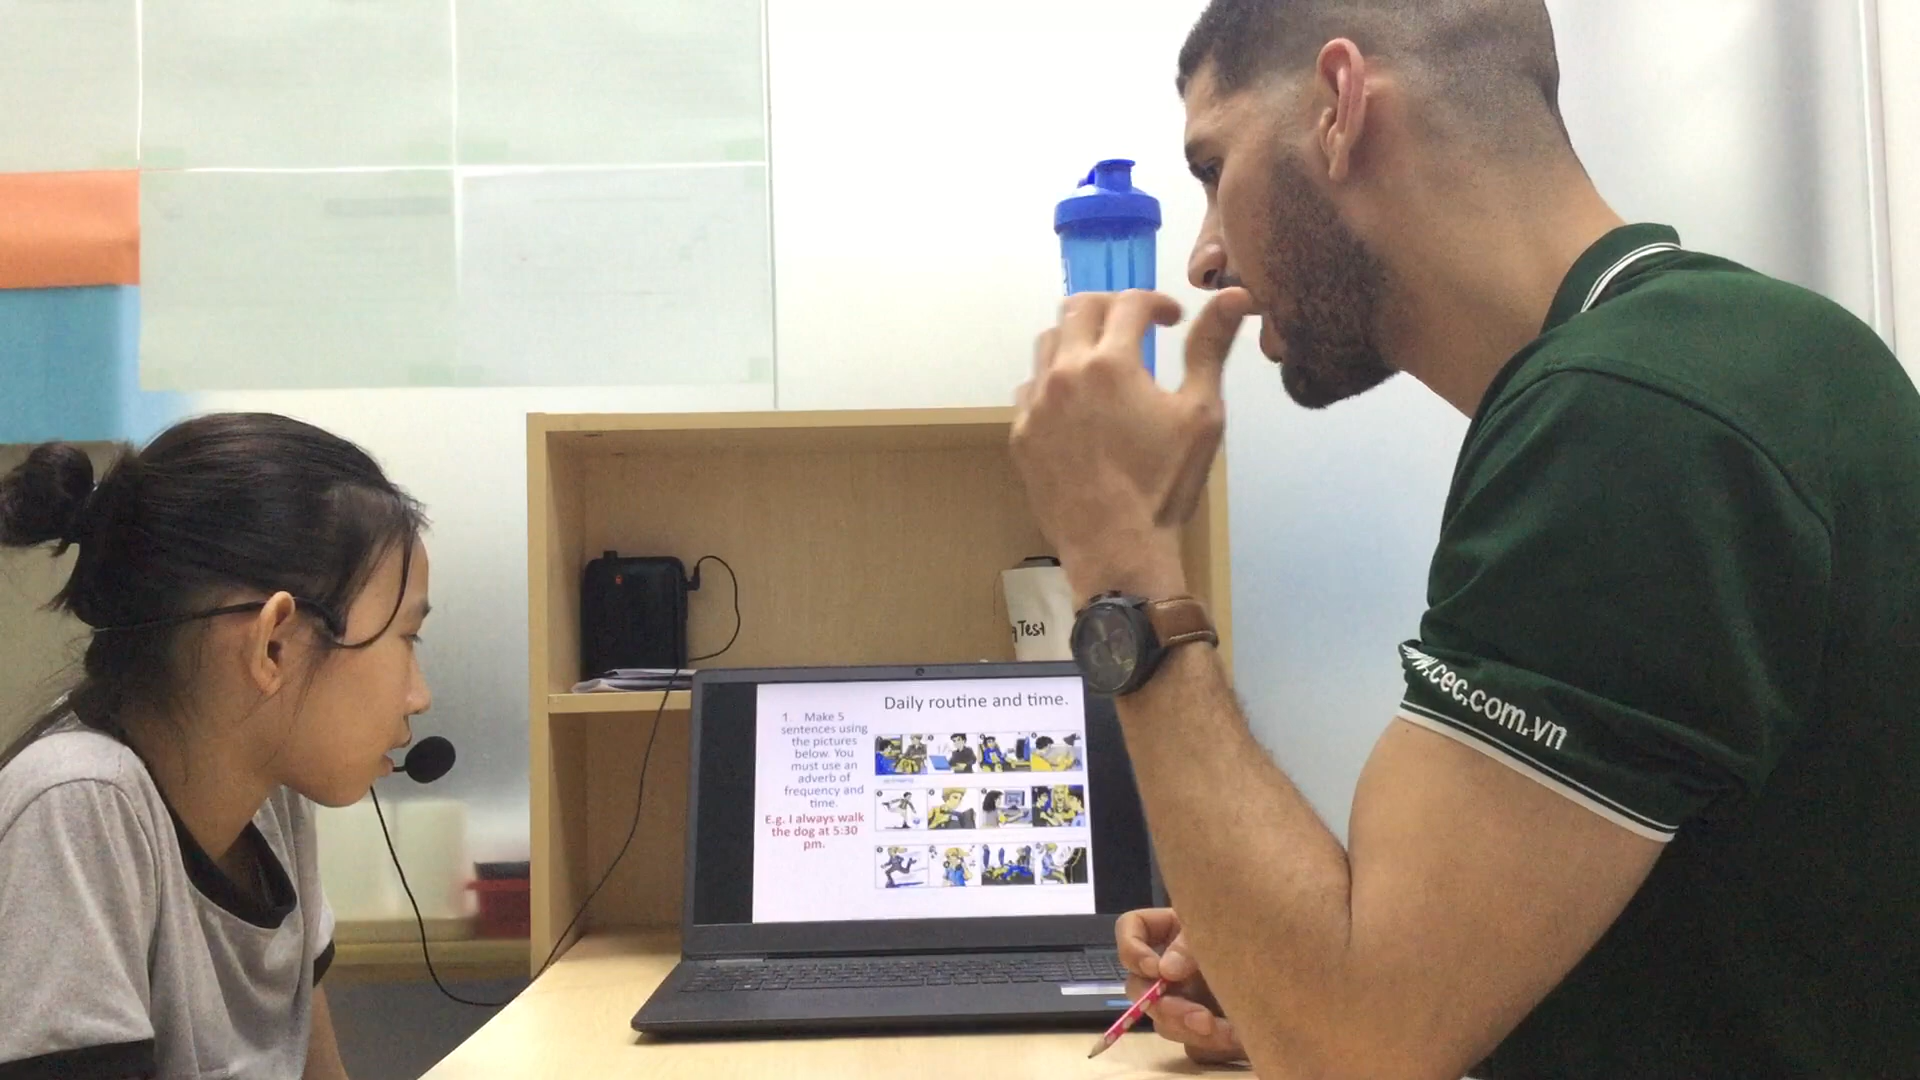 Daily routine and time.
1. Make 5
sentences using
the pictures
below. You
must use an
adverb of
frequency and
time.
E.g. I always walk
the dog at 5:30
pm.
Test
.cec.com.vn